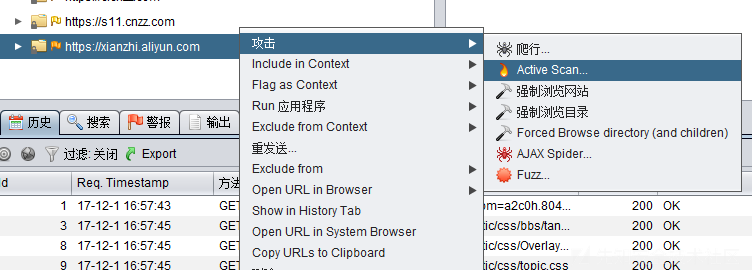 https://s11.cnzz.com
https://xianzhi.aliyun.com
攻击
Include in Context
Flag as Context
Run 应用程序
Exclude from Context
重发送...
Exclude from
Open URL in Browser
Show in History Tab
Open URL in System Browser
Copy URLs to Clipboard
爬行...
Active Scan...
强制浏览网站
强制浏览目录
Forced Browse directory (and children)
AJAX Spider...
Fuzz...
历史 搜索 警报 输出
过滤: 关闭 Export
Id Req. Timestamp 方法
1 17-12-1 16:57:43 GET om=a2c0h.804... 200 OK
3 17-12-1 16:57:45 GET tatic/css/bbs/tan... 200 OK
8 17-12-1 16:57:45 GET tatic/css/Overlay... 200 OK
9 17-12-1 16:57:45 GET tatic/css/topic.css 200 OK